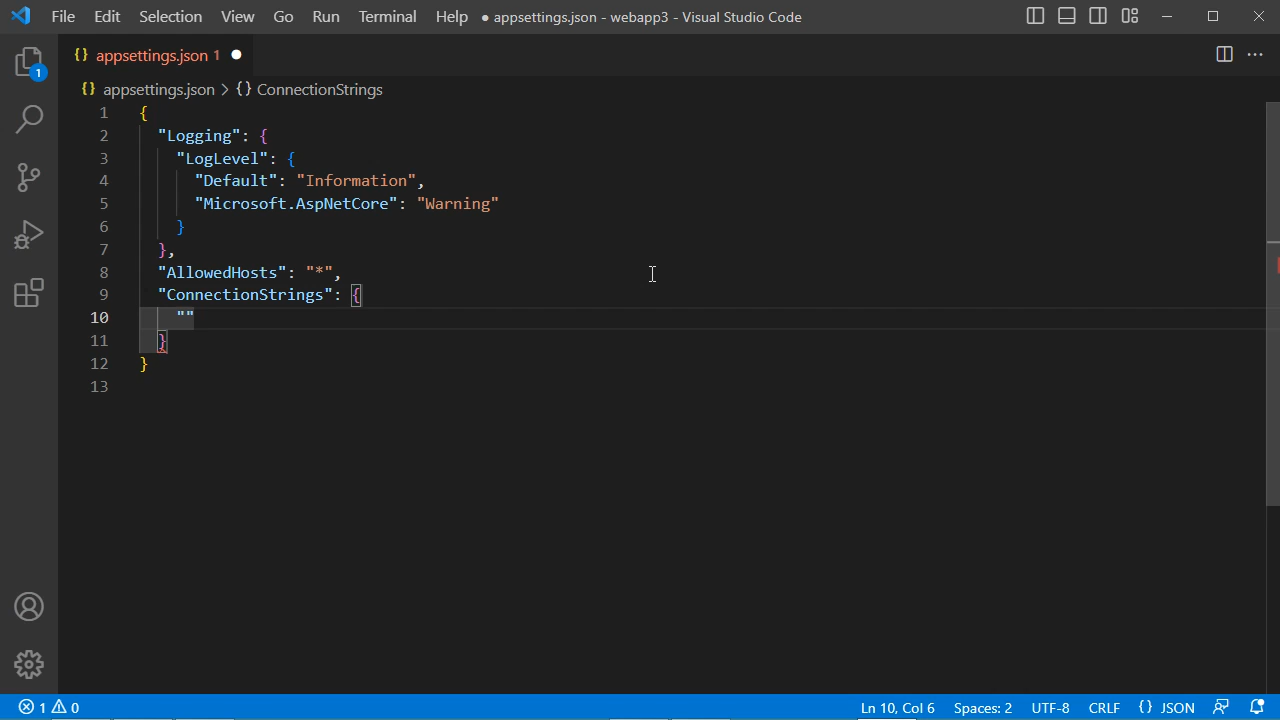 File Edit Selection View Go Run Terminal Help ● appsettings.json - webapp3 - Visual Studio Code
{} appsettings.json 1 ●
1
{} appsettings.json > {} ConnectionStrings
1 {
2 "Logging": {
3 "LogLevel": {
4 "Default": "Information",
5 "Microsoft.AspNetCore": "Warning"
6 }
7 },
8 "AllowedHosts": "*",
9 "ConnectionStrings": {
10 ""
11 }
12 }
13
1 0 Ln 10, Col 6 Spaces: 2 UTF-8 CRLF {} JSON